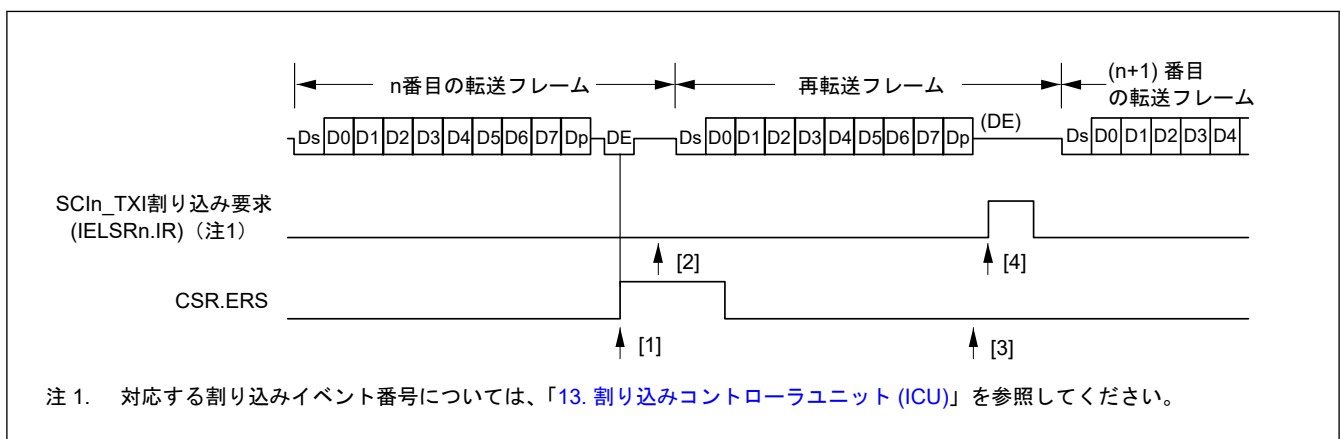 n番目の転送フレーム
再転送フレーム
(n+1) 番目
の転送フレーム
Ds D0 D1 D2 D3 D4 D5 D6 D7 Dp DE Ds D0 D1 D2 D3 D4 D5 D6 D7 Dp (DE) Ds D0 D1 D2 D3 D4
SCIn_TXI割り込み要求
(IELSRn.IR)（注1）
[2] [4]
CSR.ERS
[1] [3]
注 1. 対応する割り込みイベント番号については、「13. 割り込みコントローラユニット (ICU)」を参照してください。